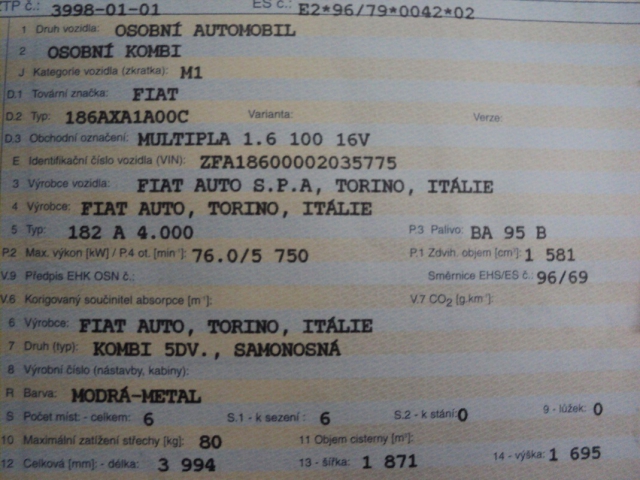 ZTP č.: 3998-01-01 ES č.: E2*96/79*0042*02
1 Druh vozidla: OSOBNÍ AUTOMOBIL
2 OSOBNÍ KOMBI
J Kategorie vozidla (zkratka): M1
D.1 Tovární značka: FIAT
D.2 Typ: 186AXA1A00C Varianta: Verze:
D.3 Obchodní označení: MULTIPLA 1.6 100 16V
E Identifikační číslo vozidla (VIN): ZFA18600002035775
3 Výrobce vozidla: FIAT AUTO S.P.A, TORINO, ITÁLIE
4 Výrobce: FIAT AUTO, TORINO, ITÁLIE
5 Typ: 182 A 4.000 P.3 Palivo: BA 95 B
P.2 Max. výkon [kW] / P.4 ot. [min⁻¹]: 76.0/5 750 P.1 Zdvih. objem [cm³]: 1 581
V.9 Předpis EHK OSN č.: Směrnice EHS/ES č.: 96/69
V.6 Korigovaný součinitel absorpce [m⁻¹]: V.7 CO₂ [g.km⁻¹]:
6 Výrobce: FIAT AUTO, TORINO, ITÁLIE
7 Druh (typ): KOMBI 5DV., SAMONOSNÁ
8 Výrobní číslo (nástavby, kabiny):
R Barva: MODRÁ-METAL
S Počet míst: - celkem: 6 S.1 - k sezení : 6 S.2 - k stání: 0 9 - lůžek: 0
10 Maximální zatížení střechy [kg]: 80 11 Objem cisterny [m³]:
12 Celková [mm]: - délka: 3 994 13 - šířka: 1 871 14 - výška: 1 695